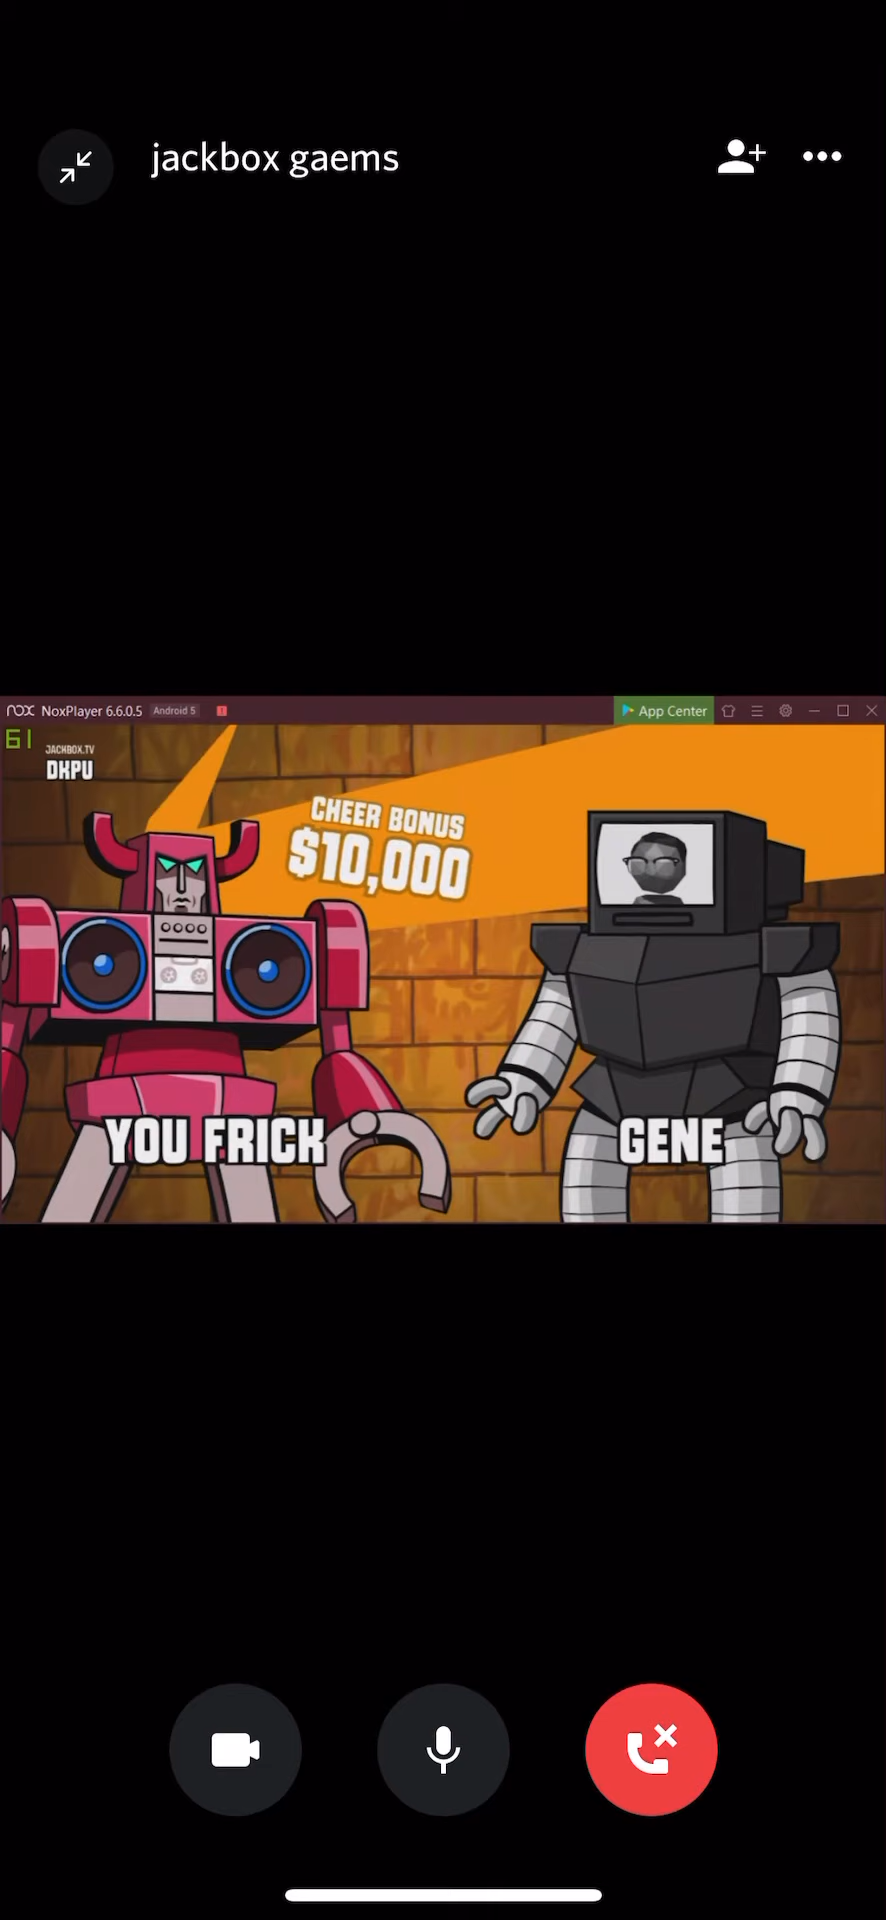 jackbox gaems
nox NoxPlayer 6.6.0.5 Android 5 App Center
61
JACKBOX.TV
DKPU
CHEER BONUS
$10,000
YOU FRICK
GENE